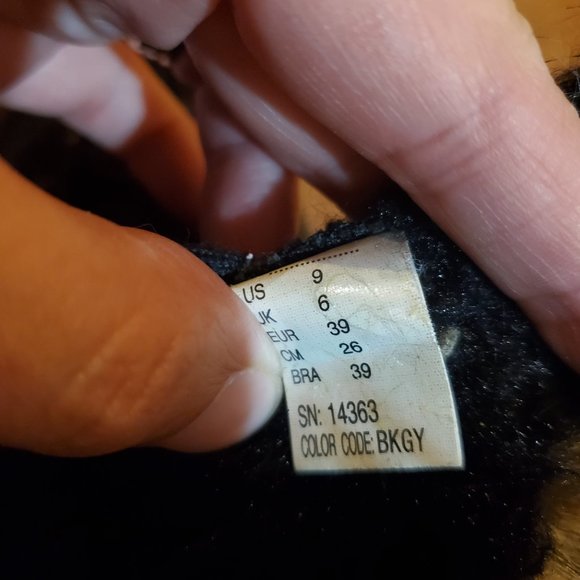 US 9
UK 6
EUR 39
CM 26
BRA 39
SN: 14363
COLOR CODE: BKGY